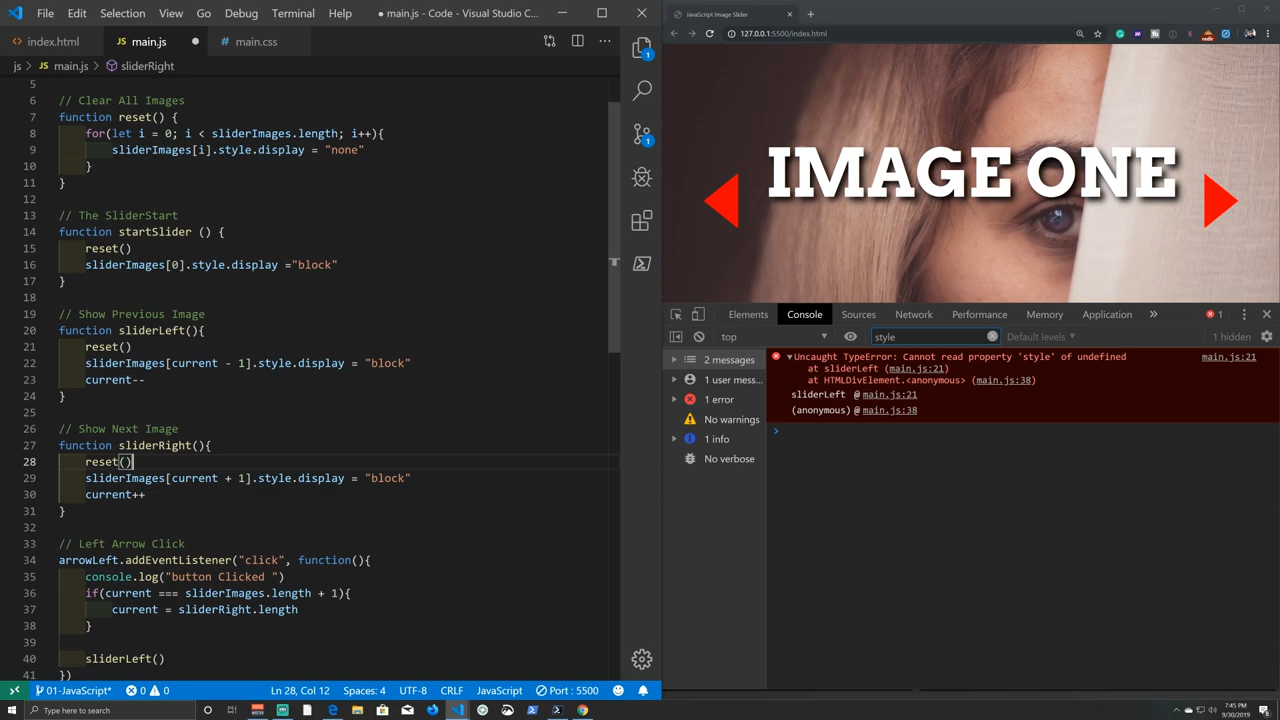 File Edit Selection View Go Debug Terminal Help ● main.js - Code - Visual Studio C...
index.html JS main.js ● # main.css ...
js > JS main.js > sliderRight
5
6 // Clear All Images
7 function reset() {
8 for(let i = 0; i < sliderImages.length; i++){
9 sliderImages[i].style.display = "none"
10 }
11 }
12
13 // The SliderStart
14 function startSlider () {
15 reset()
16 sliderImages[0].style.display ="block"
17 }
18
19 // Show Previous Image
20 function sliderLeft(){
21 reset()
22 sliderImages[current - 1].style.display = "block"
23 current--
24 }
25
26 // Show Next Image
27 function sliderRight(){
28 reset()
29 sliderImages[current + 1].style.display = "block"
30 current++
31 }
32
33 // Left Arrow Click
34 arrowLeft.addEventListener("click", function(){
35 console.log("button Clicked ")
36 if(current === sliderImages.length + 1){
37 current = sliderRight.length
38 }
39
40 sliderLeft()
41 })
1
1
01-JavaScript* 0 0 Ln 28, Col 12 Spaces: 4 UTF-8 CRLF JavaScript Port : 5500
JavaScript Image Slider
127.0.0.1:5500/index.html
IMAGE ONE
Elements Console Sources Network Performance Memory Application » 1
top style Default levels ▼ 1 hidden
2 messages
1 user mess...
1 error
No warnings
1 info
No verbose
Uncaught TypeError: Cannot read property 'style' of undefined main.js:21
at sliderLeft (main.js:21)
at HTMLDivElement.<anonymous> (main.js:38)
sliderLeft @ main.js:21
(anonymous) @ main.js:38
>
Type here to search
7:45 PM
9/30/2019